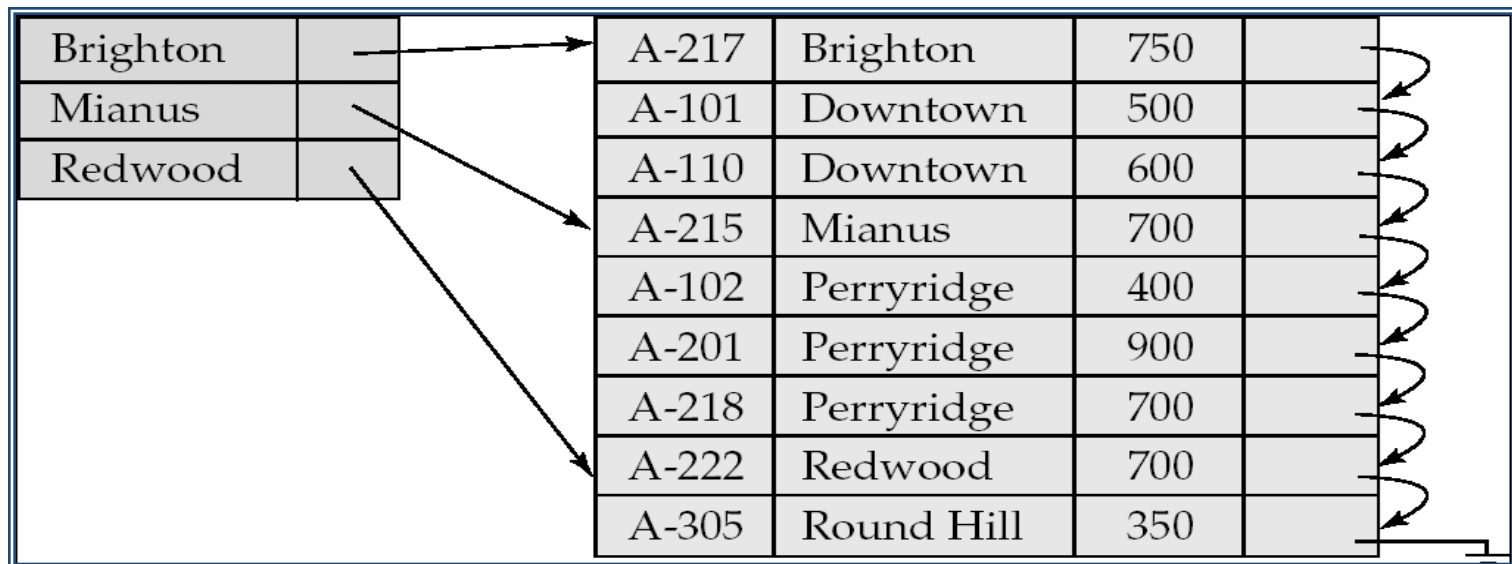 Brighton
Mianus
Redwood
A-217 Brighton 750
A-101 Downtown 500
A-110 Downtown 600
A-215 Mianus 700
A-102 Perryridge 400
A-201 Perryridge 900
A-218 Perryridge 700
A-222 Redwood 700
A-305 Round Hill 350